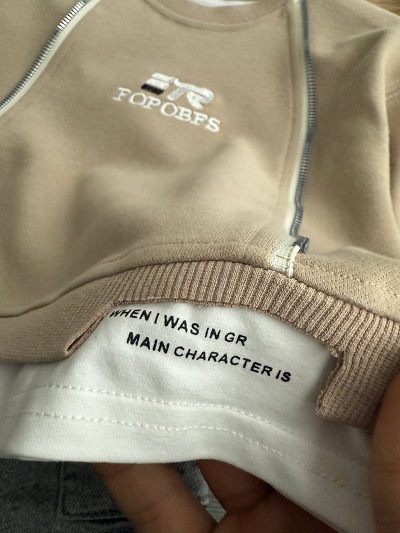 FOPOBFS
WHEN I WAS IN GR
MAIN CHARACTER IS